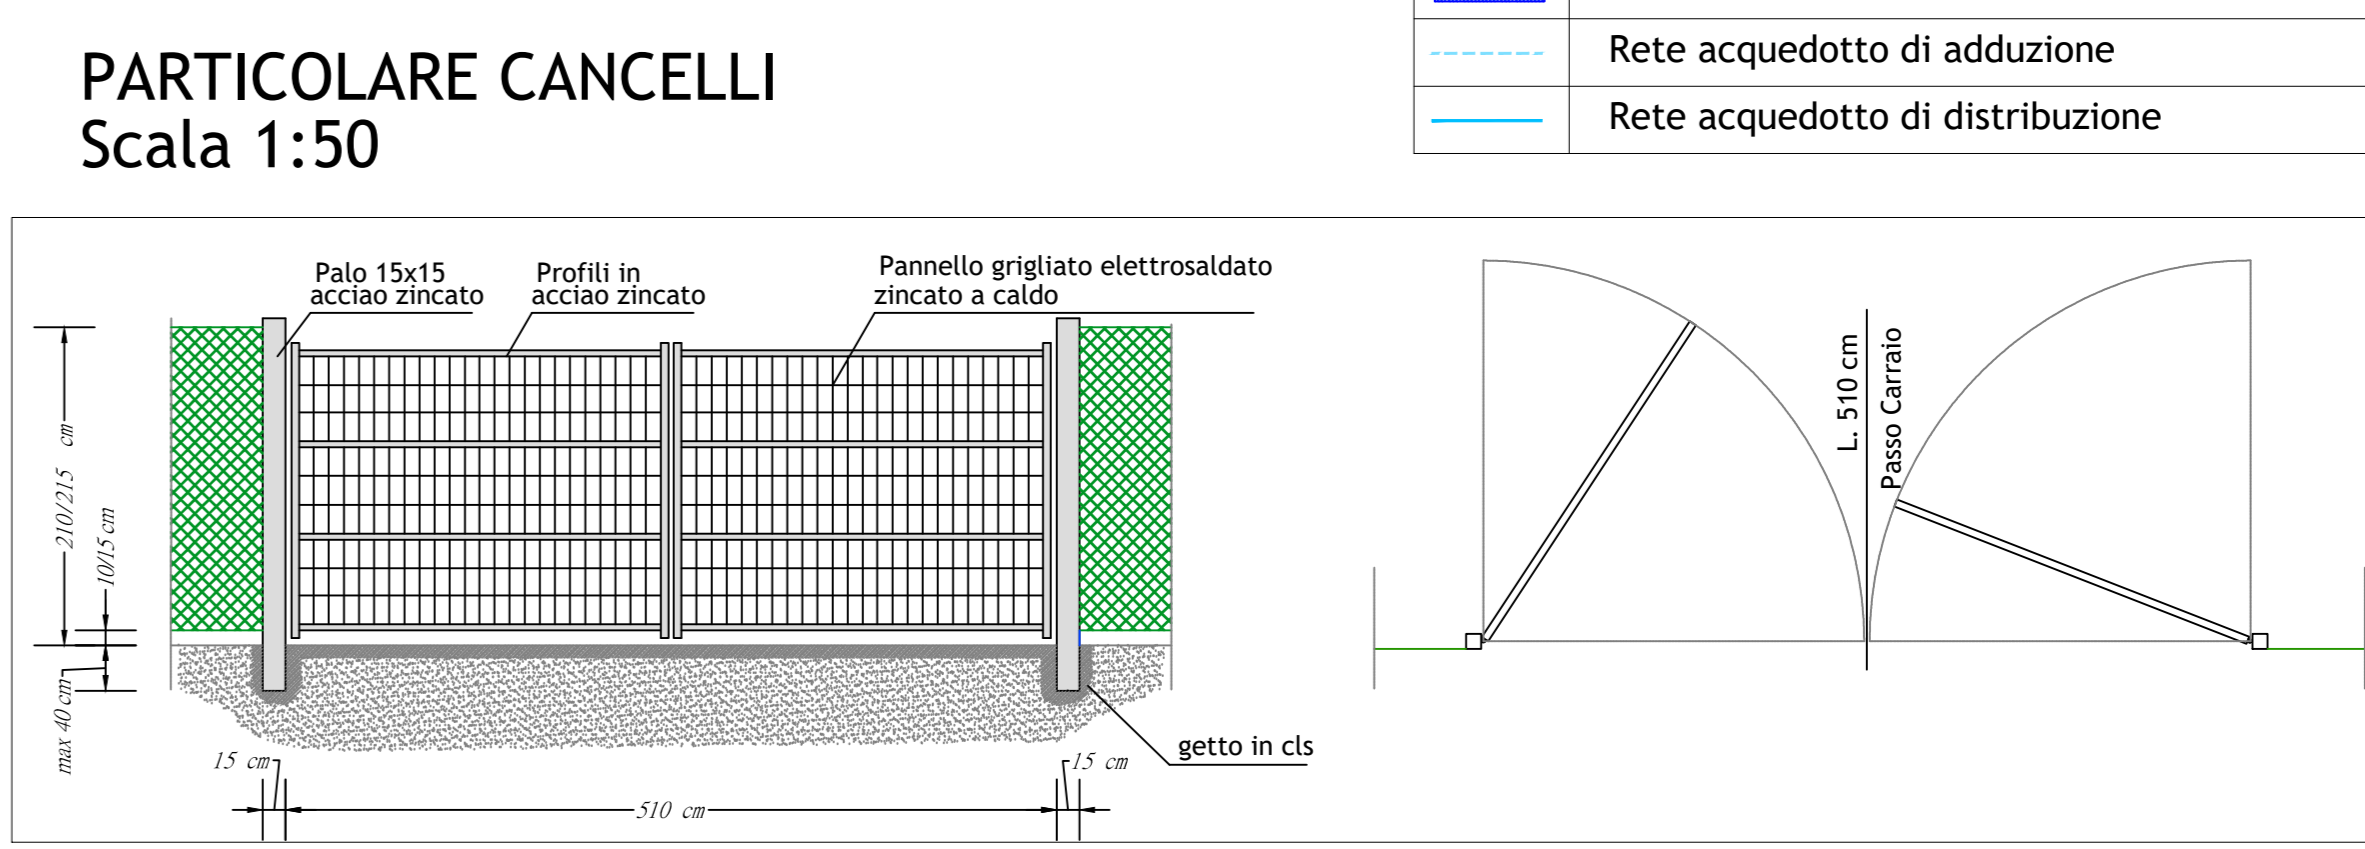 PARTICOLARE CANCELLI
Scala 1:50
Rete acquedotto di adduzione
Rete acquedotto di distribuzione
Palo 15x15
acciao zincato
Profili in
acciao zincato
Pannello grigliato elettrosaldato
zincato a caldo
210/215 cm
10/15 cm
max 40 cm
15 cm
510 cm
15 cm
getto in cls
L. 510 cm
Passo Carraio